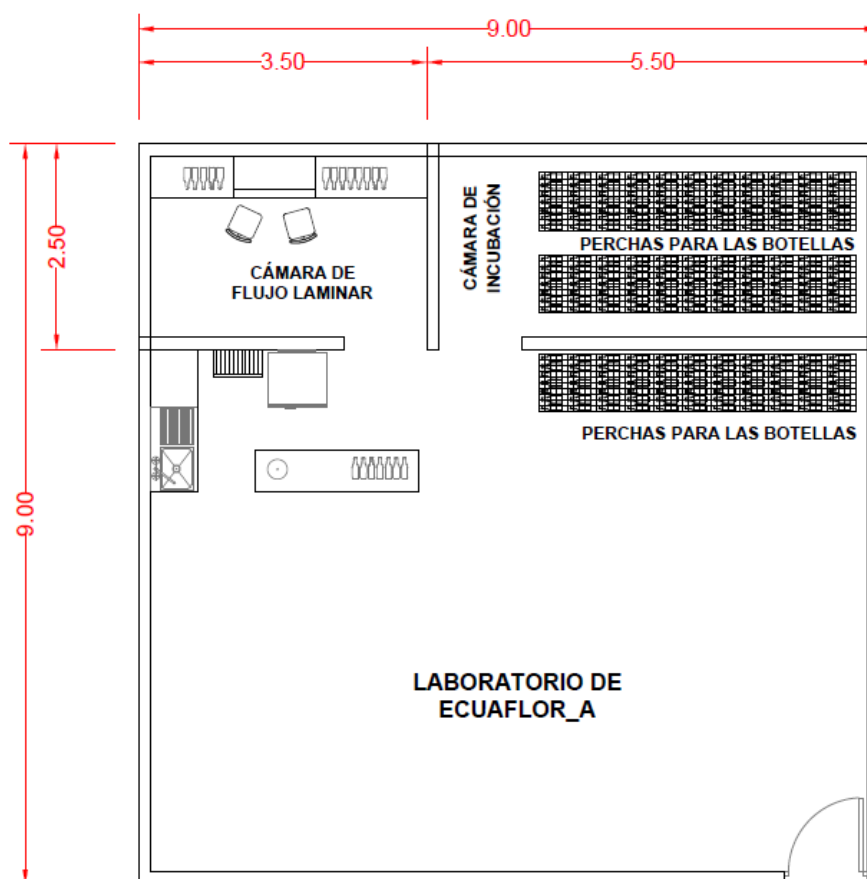 9.00
3.50
5.50
2.50
9.00
CÁMARA DE
FLUJO LAMINAR
CÁMARA DE
INCUBACIÓN
PERCHAS PARA LAS BOTELLAS
PERCHAS PARA LAS BOTELLAS
LABORATORIO DE
ECUAFLOR_A